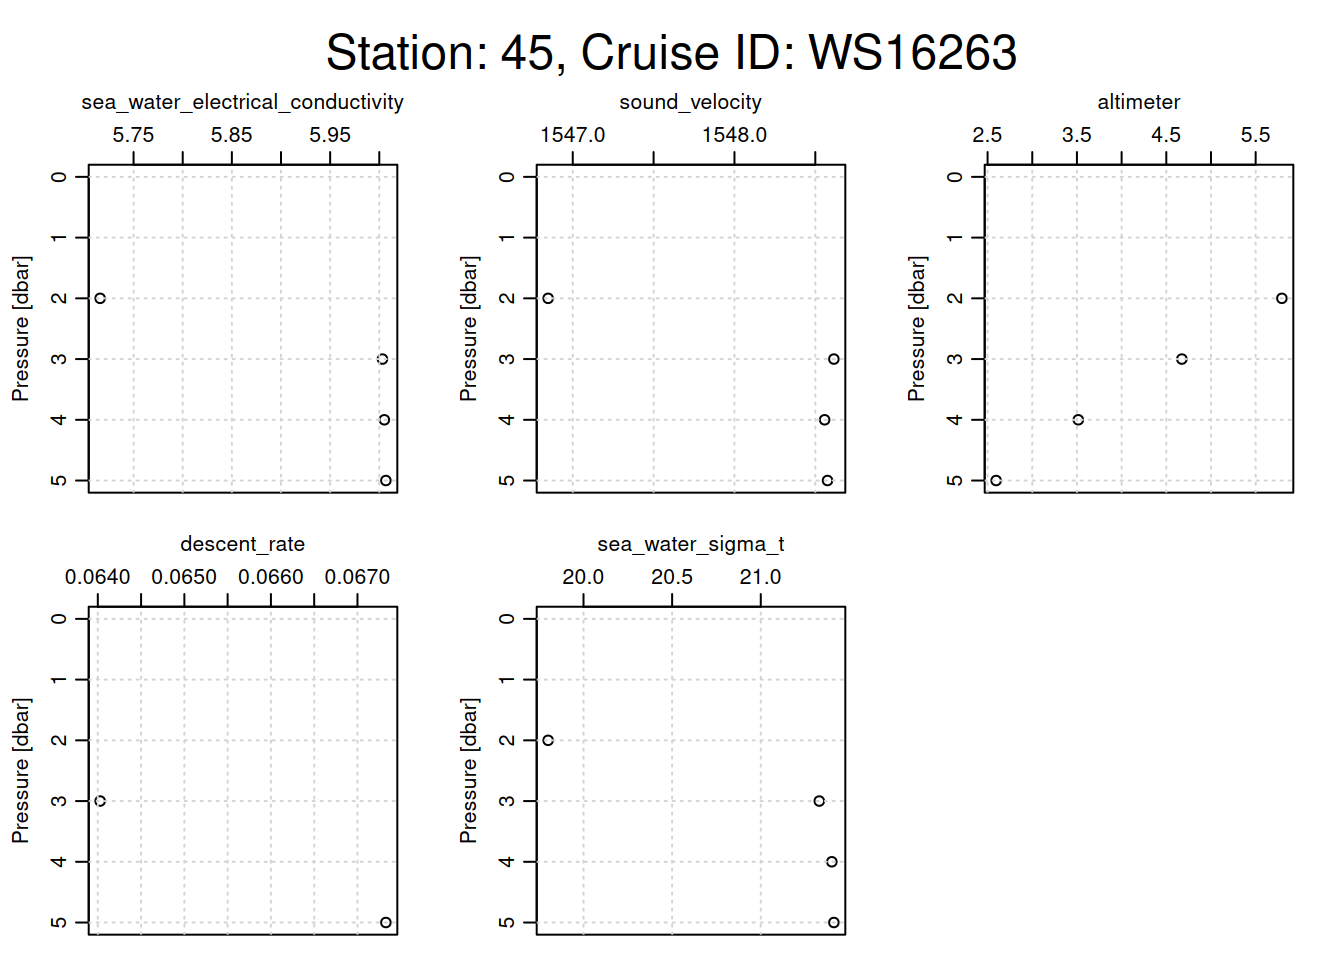 Station: 45, Cruise ID: WS16263
sea_water_electrical_conductivity
5.75 5.85 5.95
Pressure [dbar]
0
1
2
3
4
5
sound_velocity
1547.0 1548.0
Pressure [dbar]
0
1
2
3
4
5
altimeter
2.5 3.5 4.5 5.5
Pressure [dbar]
0
1
2
3
4
5
descent_rate
0.0640 0.0650 0.0660 0.0670
Pressure [dbar]
0
1
2
3
4
5
sea_water_sigma_t
20.0 20.5 21.0
Pressure [dbar]
0
1
2
3
4
5